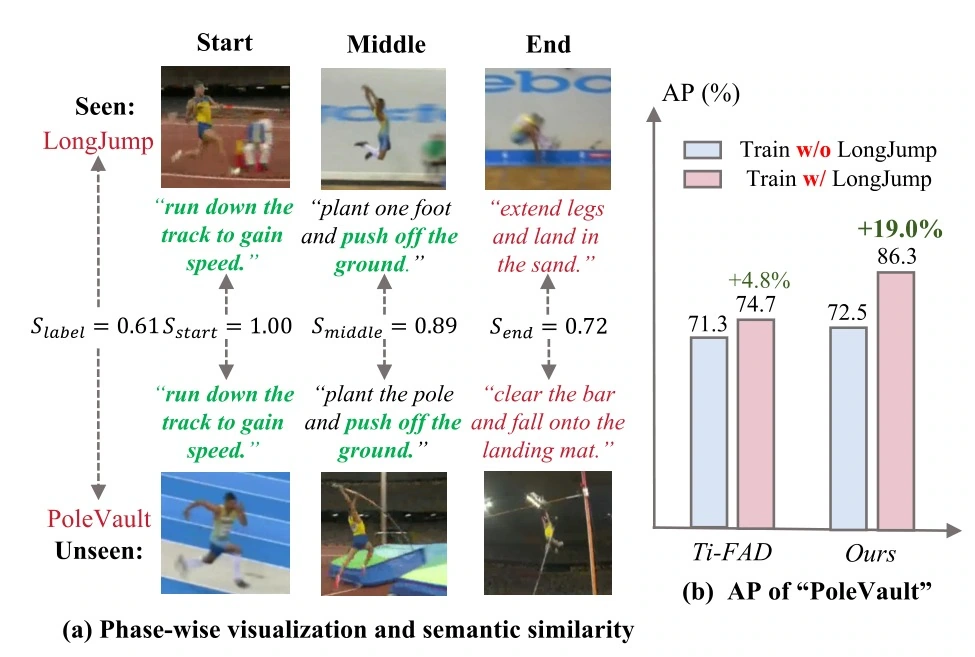 Start
Middle
End
Seen:
LongJump
ebo
“run down the
track to gain
speed.”
“plant one foot
and push off the
ground.”
“extend legs
and land in
the sand.”
S_label = 0.61
S_start = 1.00
S_middle = 0.89
S_end = 0.72
“run down the
track to gain
speed.”
“plant the pole
and push off the
ground.”
“clear the bar
and fall onto the
landing mat.”
PoleVault
Unseen:
(a) Phase-wise visualization and semantic similarity
AP (%)
Train w/o LongJump
Train w/ LongJump
+19.0%
86.3
+4.8%
74.7
71.3
72.5
Ti-FAD
Ours
(b) AP of “PoleVault”